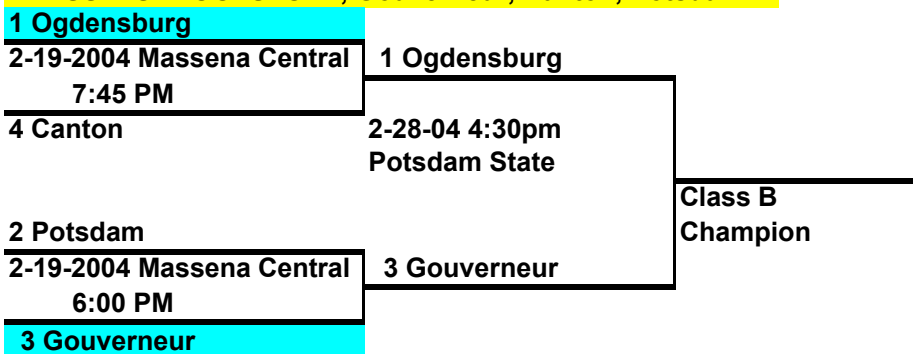 1 Ogdensburg
2-19-2004 Massena Central
1 Ogdensburg
7:45 PM
4 Canton
2-28-04 4:30pm
Potsdam State
Class B
Champion
2 Potsdam
2-19-2004 Massena Central
3 Gouverneur
6:00 PM
3 Gouverneur